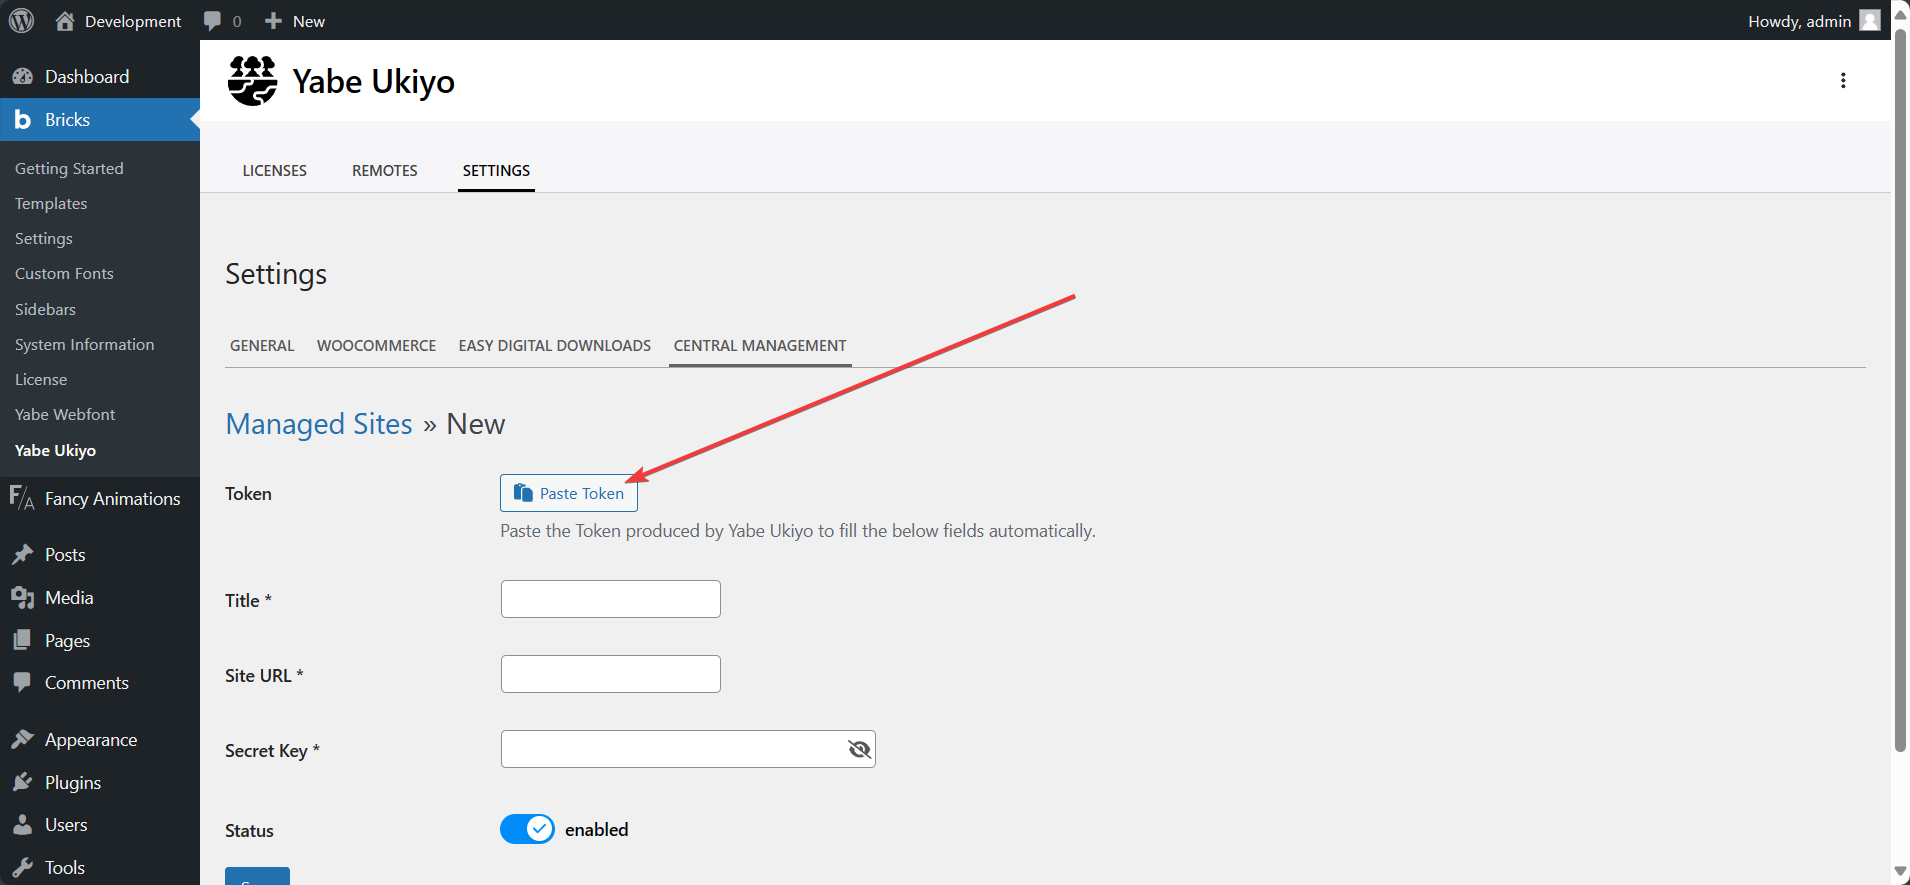 Development
0
New
Howdy, admin
Dashboard
Bricks
Getting Started
Templates
Settings
Custom Fonts
Sidebars
System Information
License
Yabe Webfont
Yabe Ukiyo
Fancy Animations
Posts
Media
Pages
Comments
Appearance
Plugins
Users
Tools
Yabe Ukiyo
LICENSES
REMOTES
SETTINGS
Settings
GENERAL
WOOCOMMERCE
EASY DIGITAL DOWNLOADS
CENTRAL MANAGEMENT
Managed Sites » New
Token
Paste Token
Paste the Token produced by Yabe Ukiyo to fill the below fields automatically.
Title *
Site URL *
Secret Key *
Status
enabled